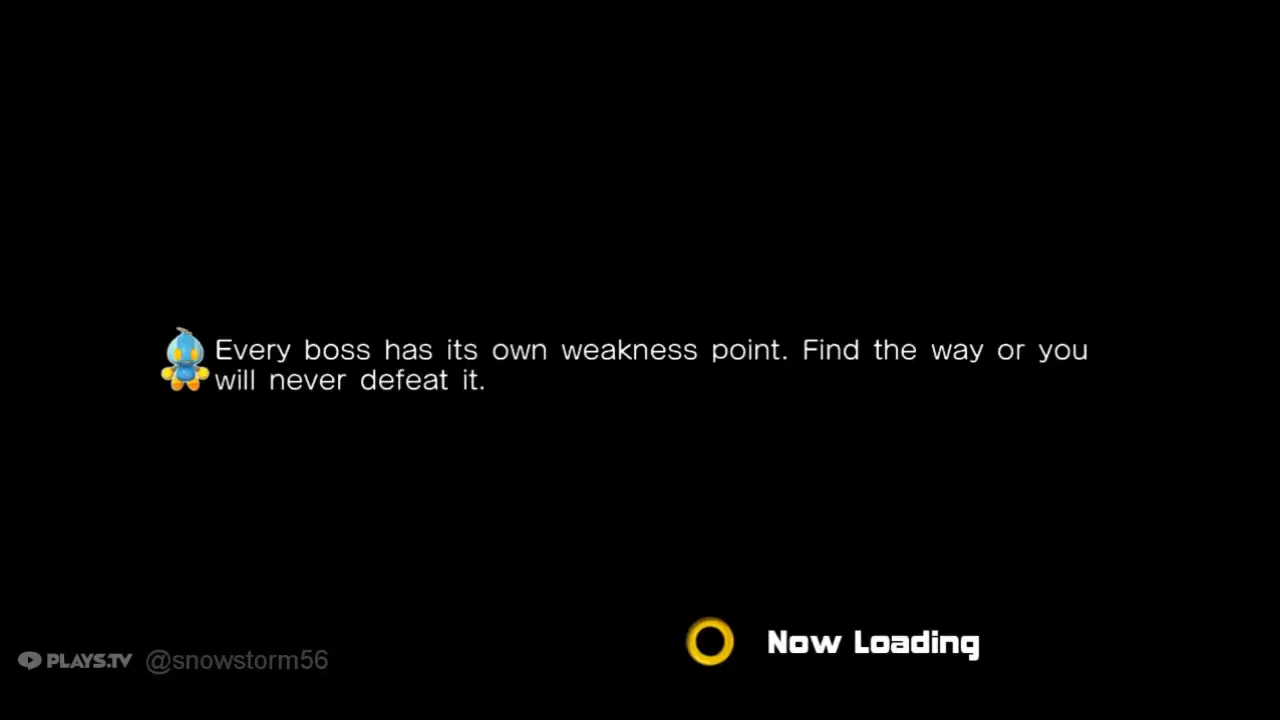 Every boss has its own weakness point. Find the way or you
will never defeat it.
Now Loading
PLAYS.TV @snowstorm56